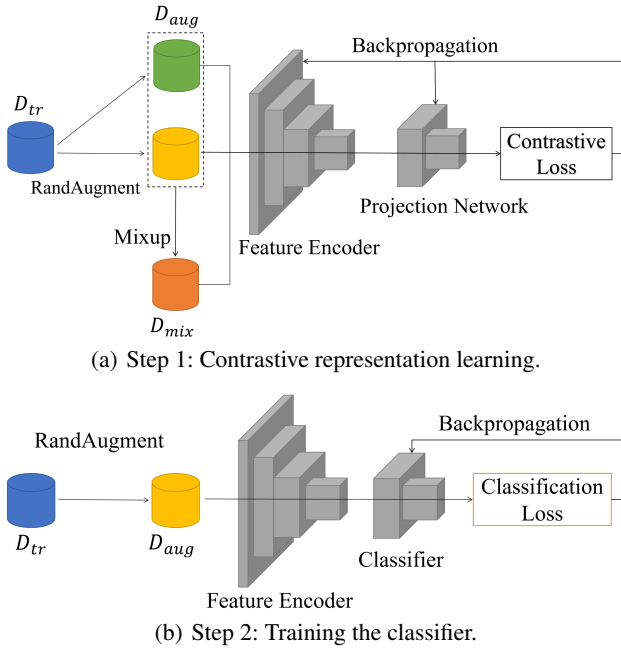 D_aug
Backpropagation
D_tr
RandAugment
Contrastive
Loss
Projection Network
Mixup
Feature Encoder
D_mix
(a) Step 1: Contrastive representation learning.
Backpropagation
RandAugment
Classification
Loss
D_tr
D_aug
Classifier
Feature Encoder
(b) Step 2: Training the classifier.